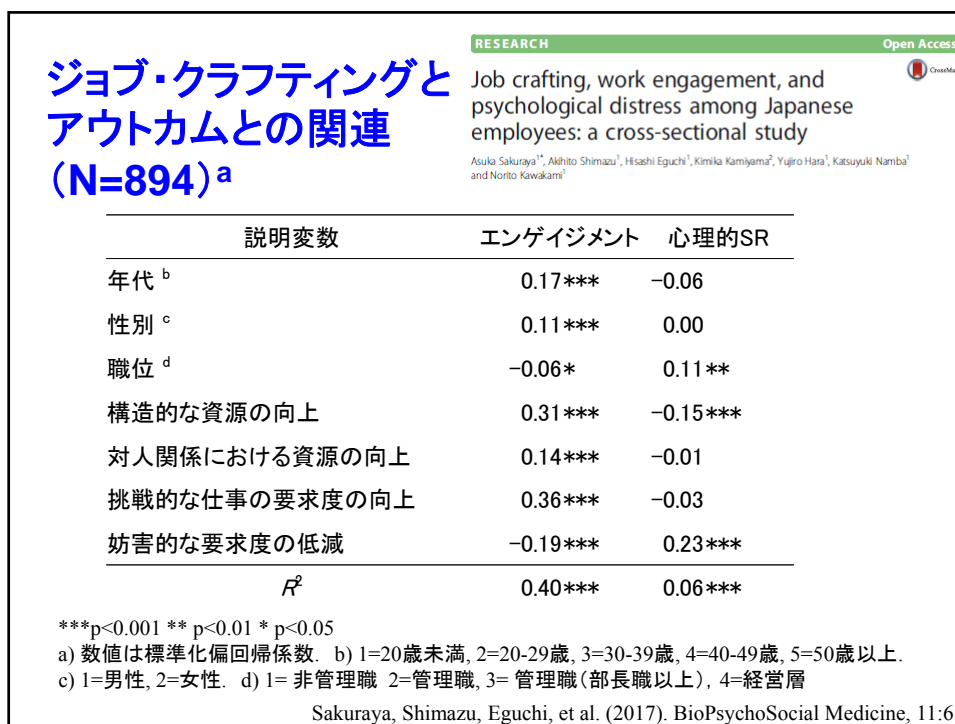 ジョブ・クラフティングと
アウトカムとの関連
(N=894)a
RESEARCH Open Access
Job crafting, work engagement, and
psychological distress among Japanese
employees: a cross-sectional study
CrossMa
Asuka Sakuraya1*, Akihito Shimazu1, Hisashi Eguchi1, Kimika Kamiyama2, Yujiro Hara1, Katsuyuki Namba1
and Norito Kawakami1
説明変数 エンゲイジメント 心理的SR
年代 b 0.17*** -0.06
性別 c 0.11*** 0.00
職位 d -0.06* 0.11**
構造的な資源の向上 0.31*** -0.15***
対人関係における資源の向上 0.14*** -0.01
挑戦的な仕事の要求度の向上 0.36*** -0.03
妨害的な要求度の低減 -0.19*** 0.23***
R2 0.40*** 0.06***
***p<0.001 ** p<0.01 * p<0.05
a) 数値は標準化偏回帰係数. b) 1=20歳未満, 2=20-29歳, 3=30-39歳, 4=40-49歳, 5=50歳以上.
c) 1=男性, 2=女性. d) 1= 非管理職 2=管理職, 3= 管理職(部長職以上), 4=経営層
Sakuraya, Shimazu, Eguchi, et al. (2017). BioPsychoSocial Medicine, 11:6